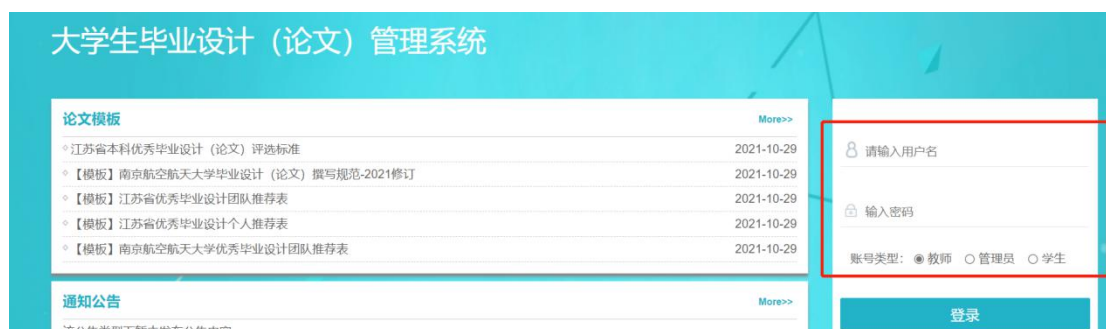 大学生毕业设计（论文）管理系统
论文模板
More>>
江苏省本科优秀毕业设计（论文）评选标准
2021-10-29
【模板】南京航空航天大学毕业设计（论文）撰写规范-2021修订
2021-10-29
【模板】江苏省优秀毕业设计团队推荐表
2021-10-29
【模板】江苏省优秀毕业设计个人推荐表
2021-10-29
【模板】南京航空航天大学优秀毕业设计团队推荐表
2021-10-29
通知公告
More>>
请输入用户名
输入密码
账号类型： 教师 管理员 学生
登录